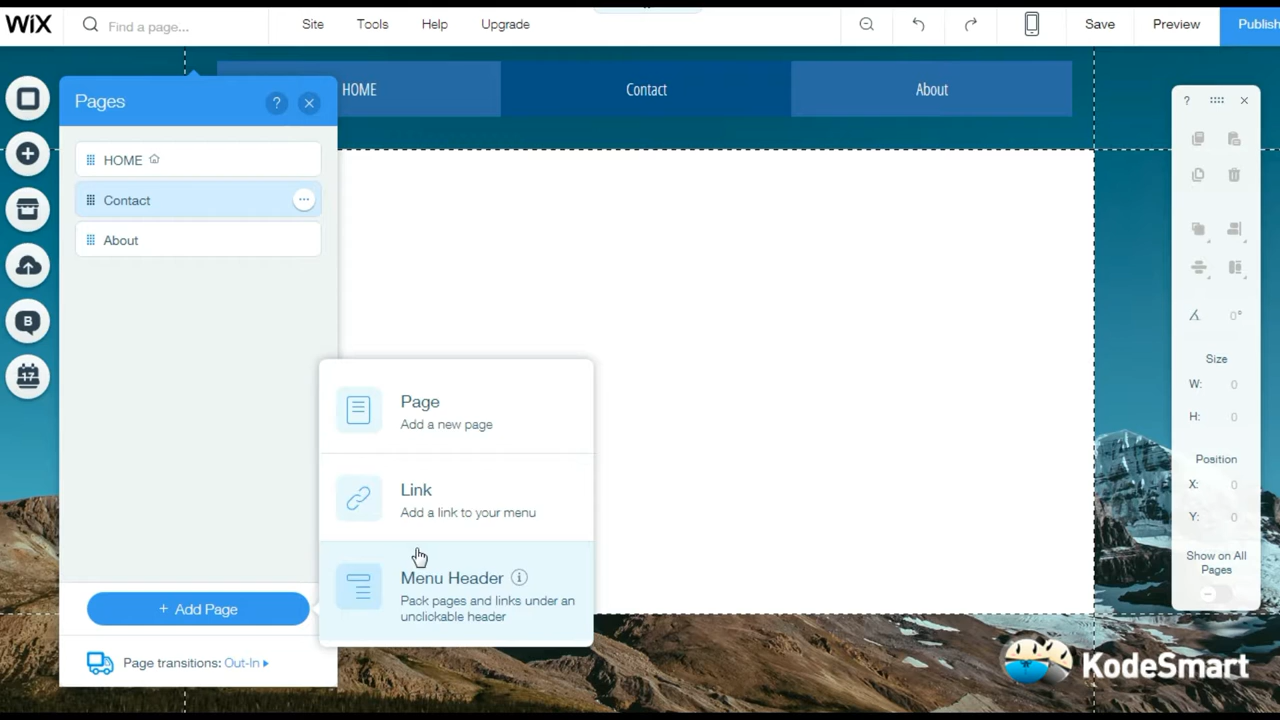 WiX
Find a page...
Site
Tools
Help
Upgrade
Save
Preview
Publish
Pages
?
HOME
Contact
About
HOME
Contact
...
About
Page
Add a new page
Link
Add a link to your menu
Menu Header
Pack pages and links under an
unclickable header
+ Add Page
Page transitions: Out-In
B
17
?
0°
Size
W: 0
H: 0
Position
X: 0
Y: 0
Show on All
Pages
KodeSmart